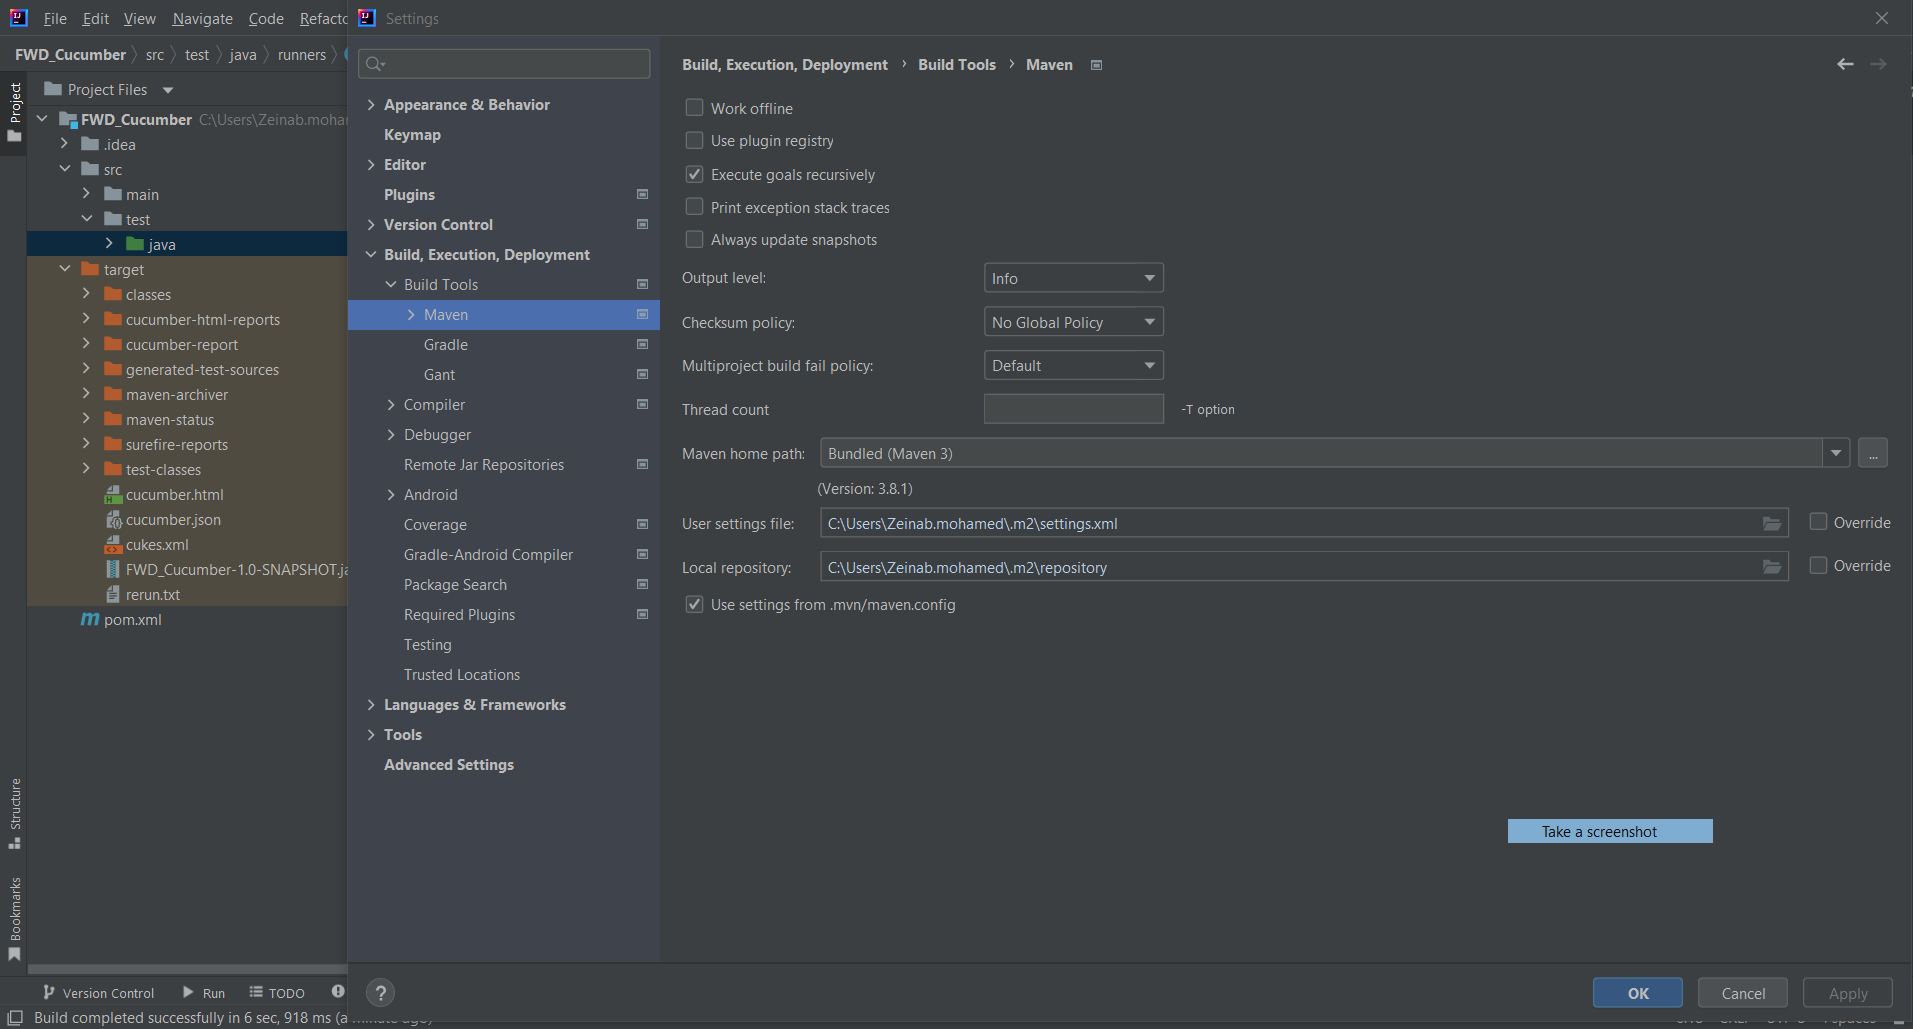 File Edit View Navigate Code Refacto
Settings
FWD_Cucumber src test java runners
Project
Project Files
FWD_Cucumber C:\Users\Zeinab.moha
.idea
src
main
test
java
target
classes
cucumber-html-reports
cucumber-report
generated-test-sources
maven-archiver
maven-status
surefire-reports
test-classes
cucumber.html
cucumber.json
cukes.xml
FWD_Cucumber-1.0-SNAPSHOT.ja
rerun.txt
pom.xml
Structure
Bookmarks
Appearance & Behavior
Keymap
Editor
Plugins
Version Control
Build, Execution, Deployment
Build Tools
Maven
Gradle
Gant
Compiler
Debugger
Remote Jar Repositories
Android
Coverage
Gradle-Android Compiler
Package Search
Required Plugins
Testing
Trusted Locations
Languages & Frameworks
Tools
Advanced Settings
Build, Execution, Deployment › Build Tools › Maven
Work offline
Use plugin registry
Execute goals recursively
Print exception stack traces
Always update snapshots
Output level: Info
Checksum policy: No Global Policy
Multiproject build fail policy: Default
Thread count -T option
Maven home path: Bundled (Maven 3) ...
(Version: 3.8.1)
User settings file: C:\Users\Zeinab.mohamed\.m2\settings.xml Override
Local repository: C:\Users\Zeinab.mohamed\.m2\repository Override
Use settings from .mvn/maven.config
Take a screenshot
Version Control Run TODO
? OK Cancel Apply
Build completed successfully in 6 sec, 918 ms (a minute ago)